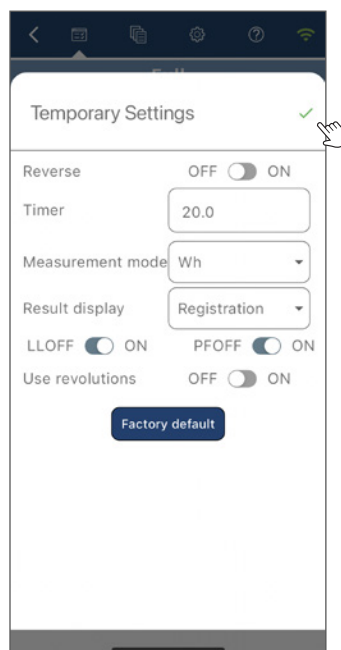 Temporary Settings
Reverse OFF ON
Timer 20.0
Measurement mode Wh
Result display Registration
LLOFF ON PFOFF ON
Use revolutions OFF ON
Factory default